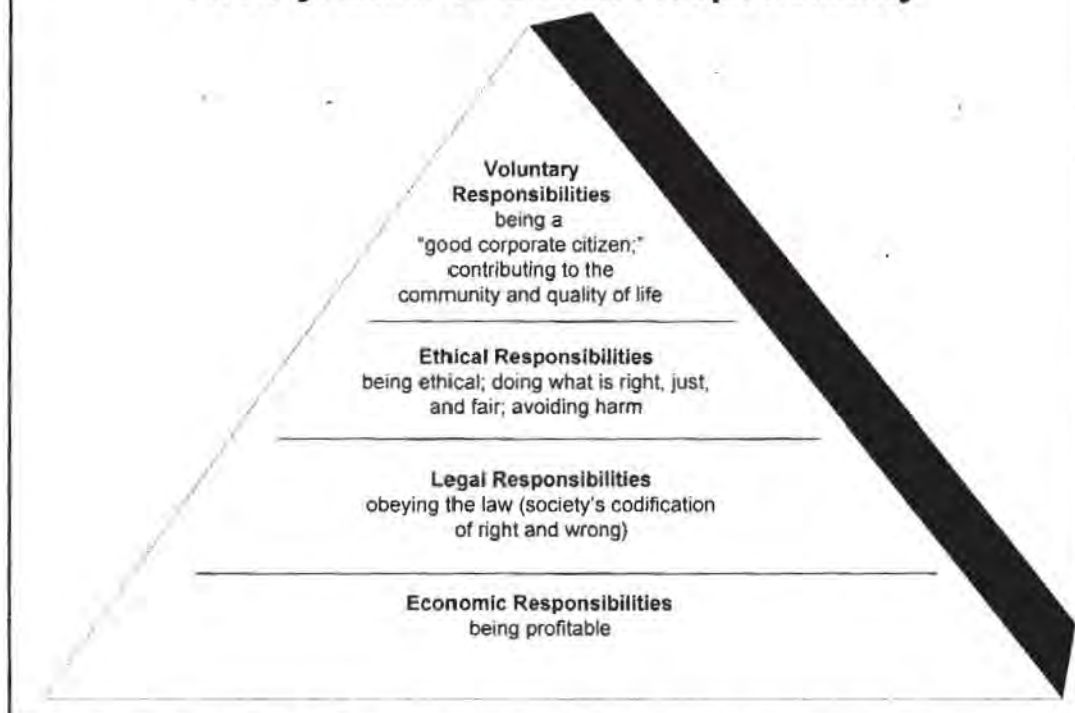 Voluntary
Responsibilities
being a
"good corporate citizen;"
contributing to the
community and quality of life
Ethical Responsibilities
being ethical; doing what is right, just,
and fair; avoiding harm
Legal Responsibilities
obeying the law (society's codification
of right and wrong)
Economic Responsibilities
being profitable